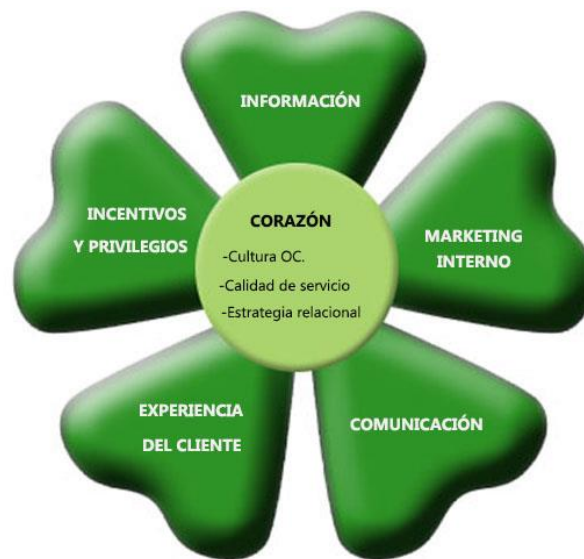 INFORMACIÓN
INCENTIVOS
Y PRIVILEGIOS
CORAZÓN
-Cultura OC.
-Calidad de servicio
-Estrategia relacional
MARKETING
INTERNO
EXPERIENCIA
DEL CLIENTE
COMUNICACIÓN